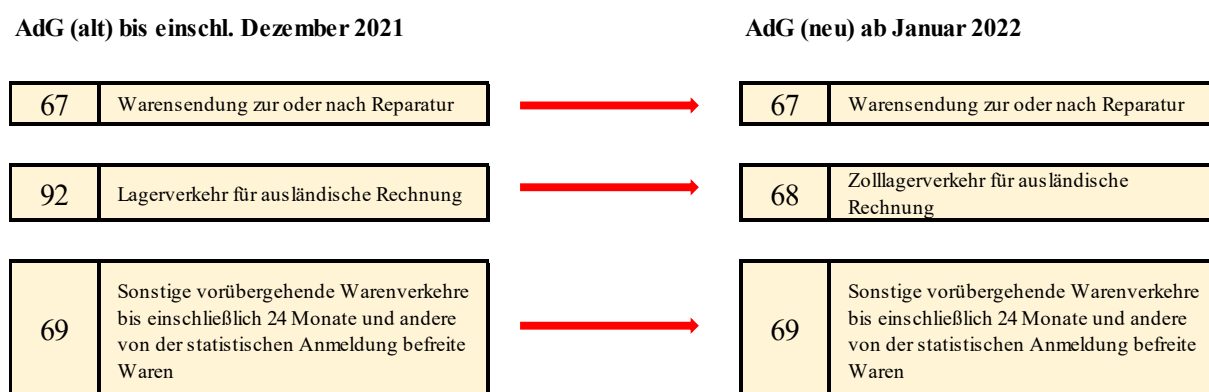 AdG (alt) bis einschl. Dezember 2021
AdG (neu) ab Januar 2022
67
Warensendung zur oder nach Reparatur
67
Warensendung zur oder nach Reparatur
92
Lagerverkehr für ausländische Rechnung
68
Zolllagerverkehr für ausländische
Rechnung
69
Sonstige vorübergehende Warenverkehre
bis einschließlich 24 Monate und andere
von der statistischen Anmeldung befreite
Waren
69
Sonstige vorübergehende Warenverkehre
bis einschließlich 24 Monate und andere
von der statistischen Anmeldung befreite
Waren